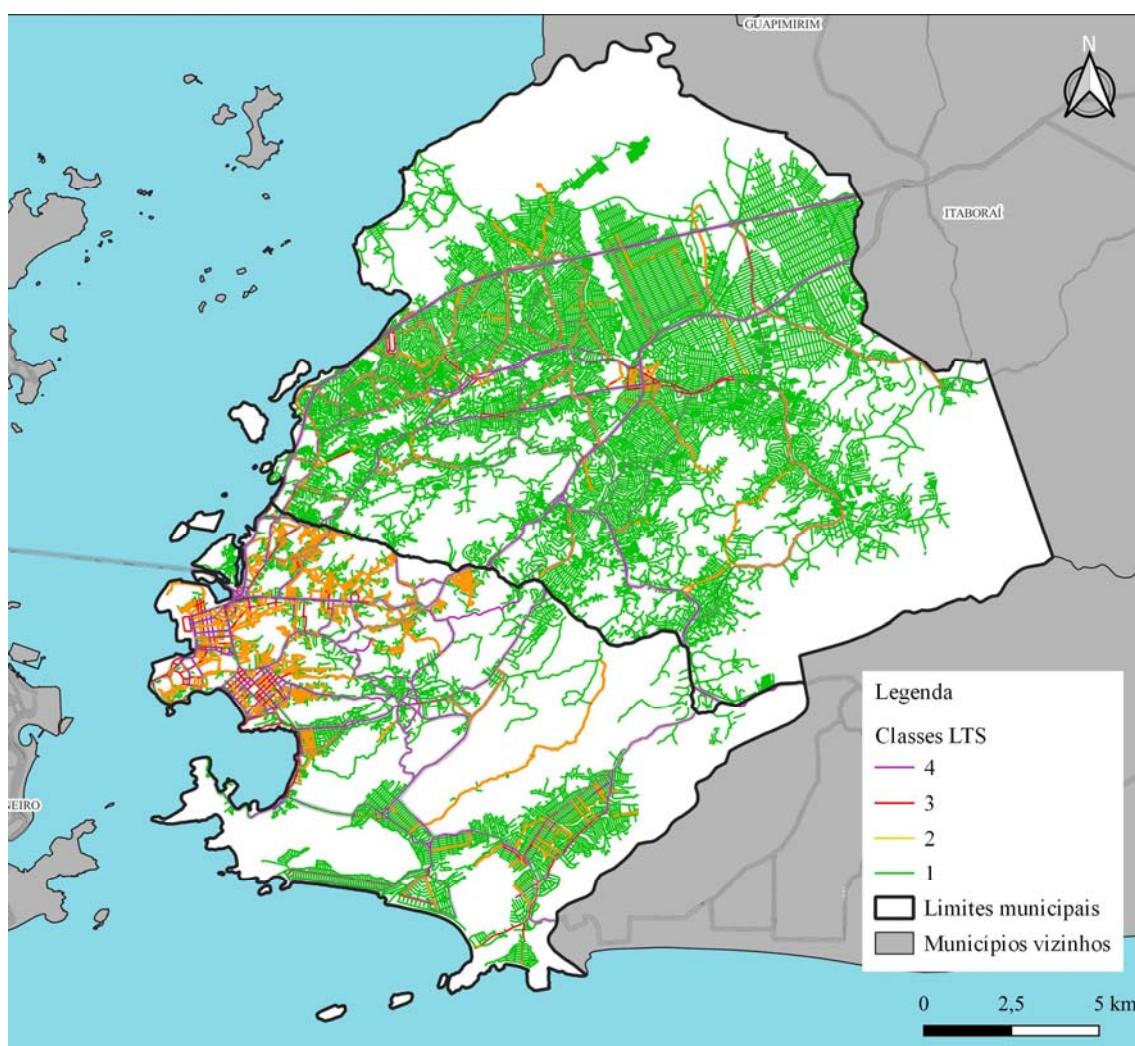 GUAPIMIRIM
N
ITABORAÍ
NEIRO
Legenda
Classes LTS
4
3
2
1
Limites municipais
Municípios vizinhos
0 2,5 5 km